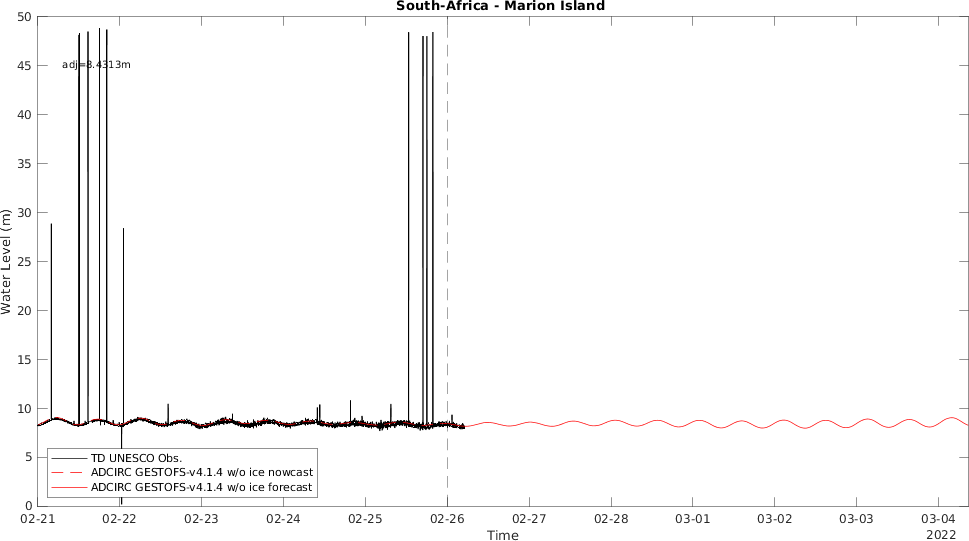 South-Africa - Marion Island
50
45
40
35
30
25
20
15
10
5
0
Water Level (m)
adj=8.4313m
TD UNESCO Obs.
ADCIRC GESTOFS-v4.1.4 w/o ice nowcast
ADCIRC GESTOFS-v4.1.4 w/o ice forecast
02-21 02-22 02-23 02-24 02-25 02-26 02-27 02-28 03-01 03-02 03-03 03-04
Time
2022